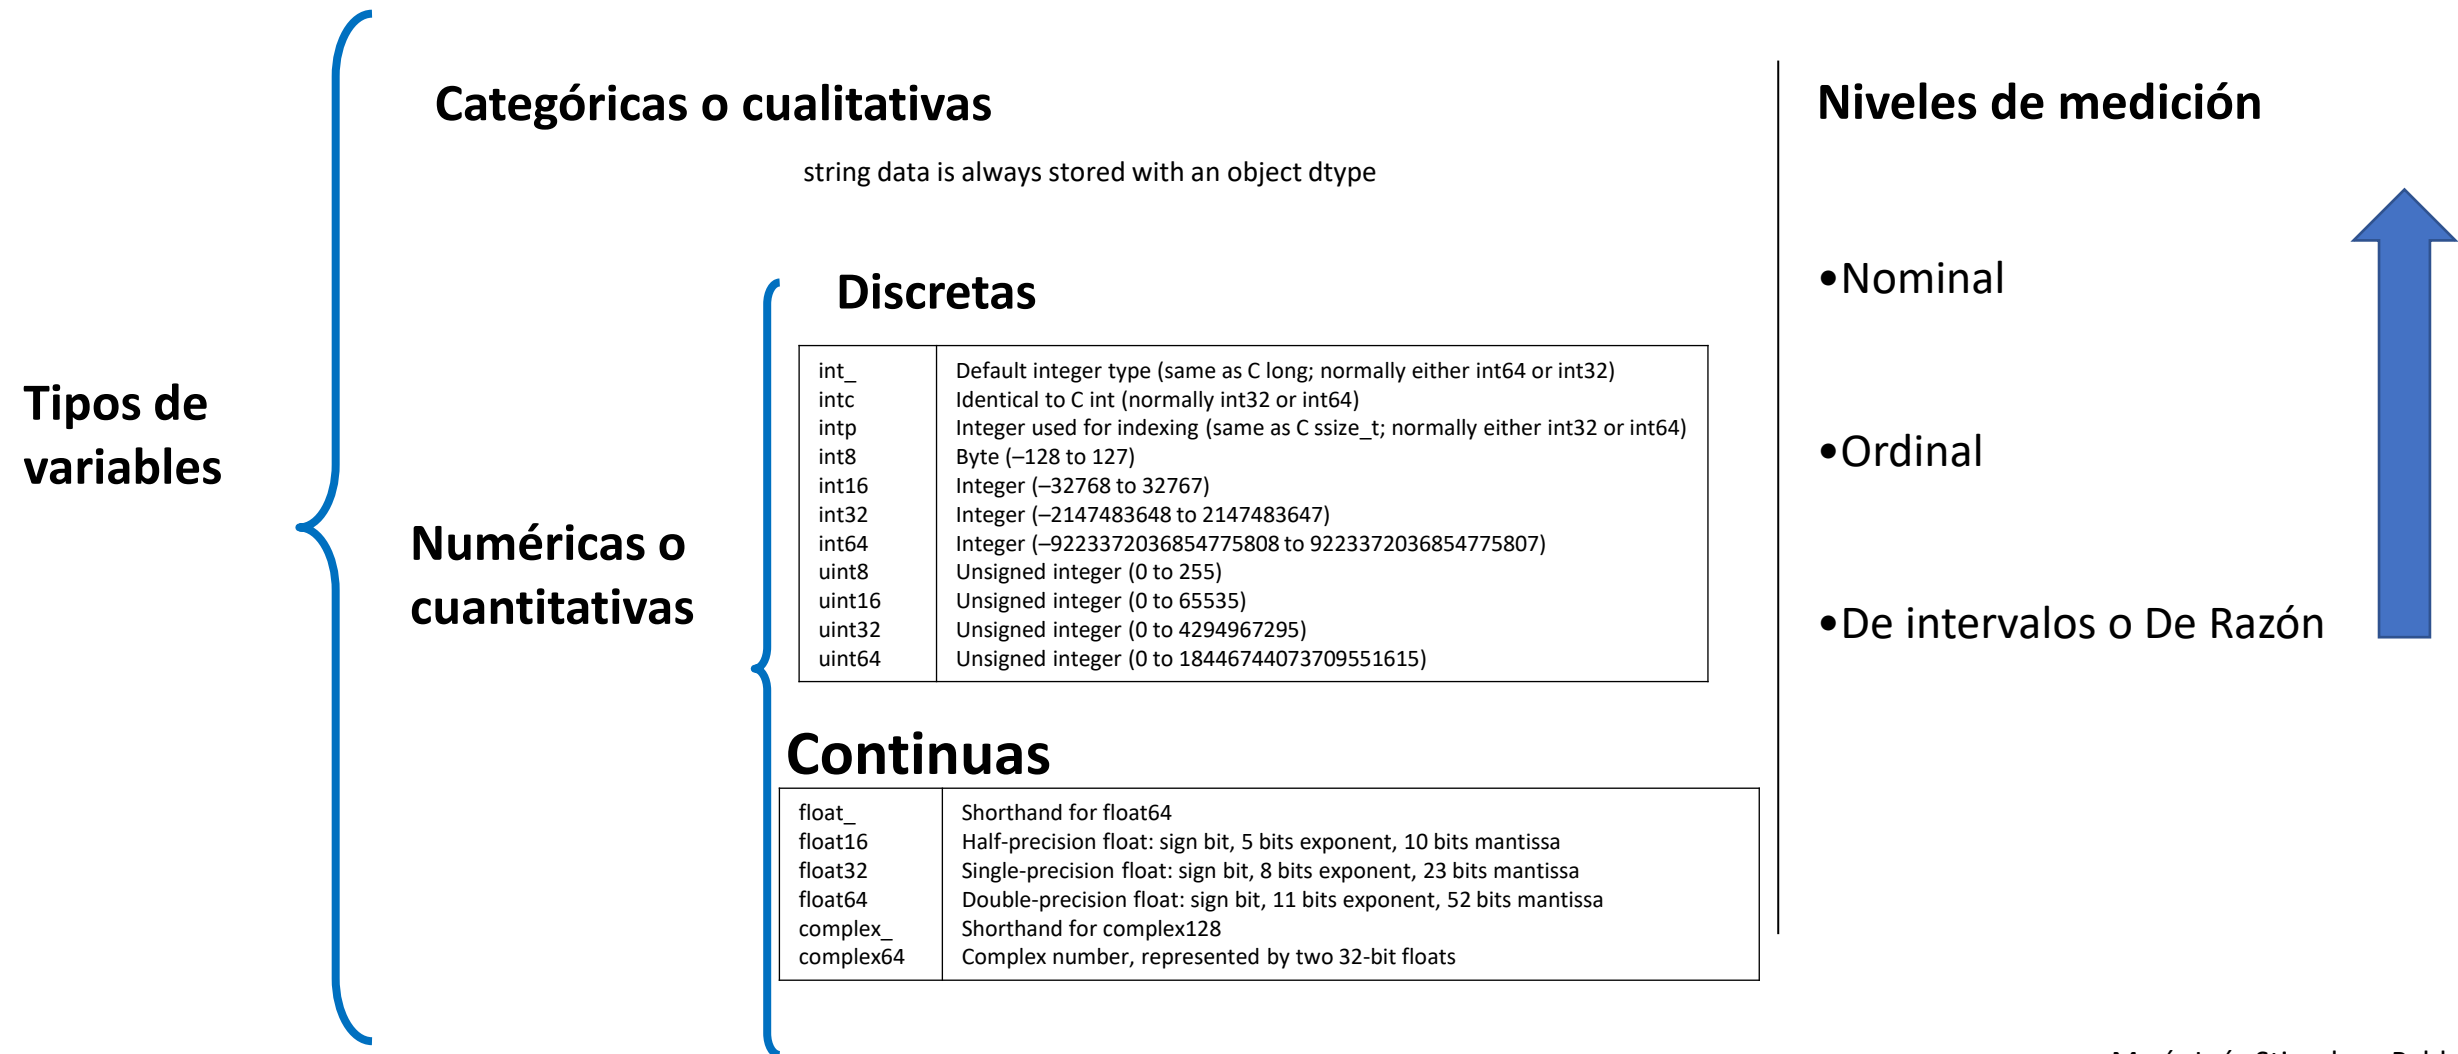 Tipos de
variables
Categóricas o cualitativas
string data is always stored with an object dtype
Numéricas o
cuantitativas
Discretas
int_ Default integer type (same as C long; normally either int64 or int32)
intc Identical to C int (normally int32 or int64)
intp Integer used for indexing (same as C ssize_t; normally either int32 or int64)
int8 Byte (–128 to 127)
int16 Integer (–32768 to 32767)
int32 Integer (–2147483648 to 2147483647)
int64 Integer (–9223372036854775808 to 9223372036854775807)
uint8 Unsigned integer (0 to 255)
uint16 Unsigned integer (0 to 65535)
uint32 Unsigned integer (0 to 4294967295)
uint64 Unsigned integer (0 to 18446744073709551615)
Continuas
float_ Shorthand for float64
float16 Half-precision float: sign bit, 5 bits exponent, 10 bits mantissa
float32 Single-precision float: sign bit, 8 bits exponent, 23 bits mantissa
float64 Double-precision float: sign bit, 11 bits exponent, 52 bits mantissa
complex_ Shorthand for complex128
complex64 Complex number, represented by two 32-bit floats
Niveles de medición
•Nominal
•Ordinal
•De intervalos o De Razón